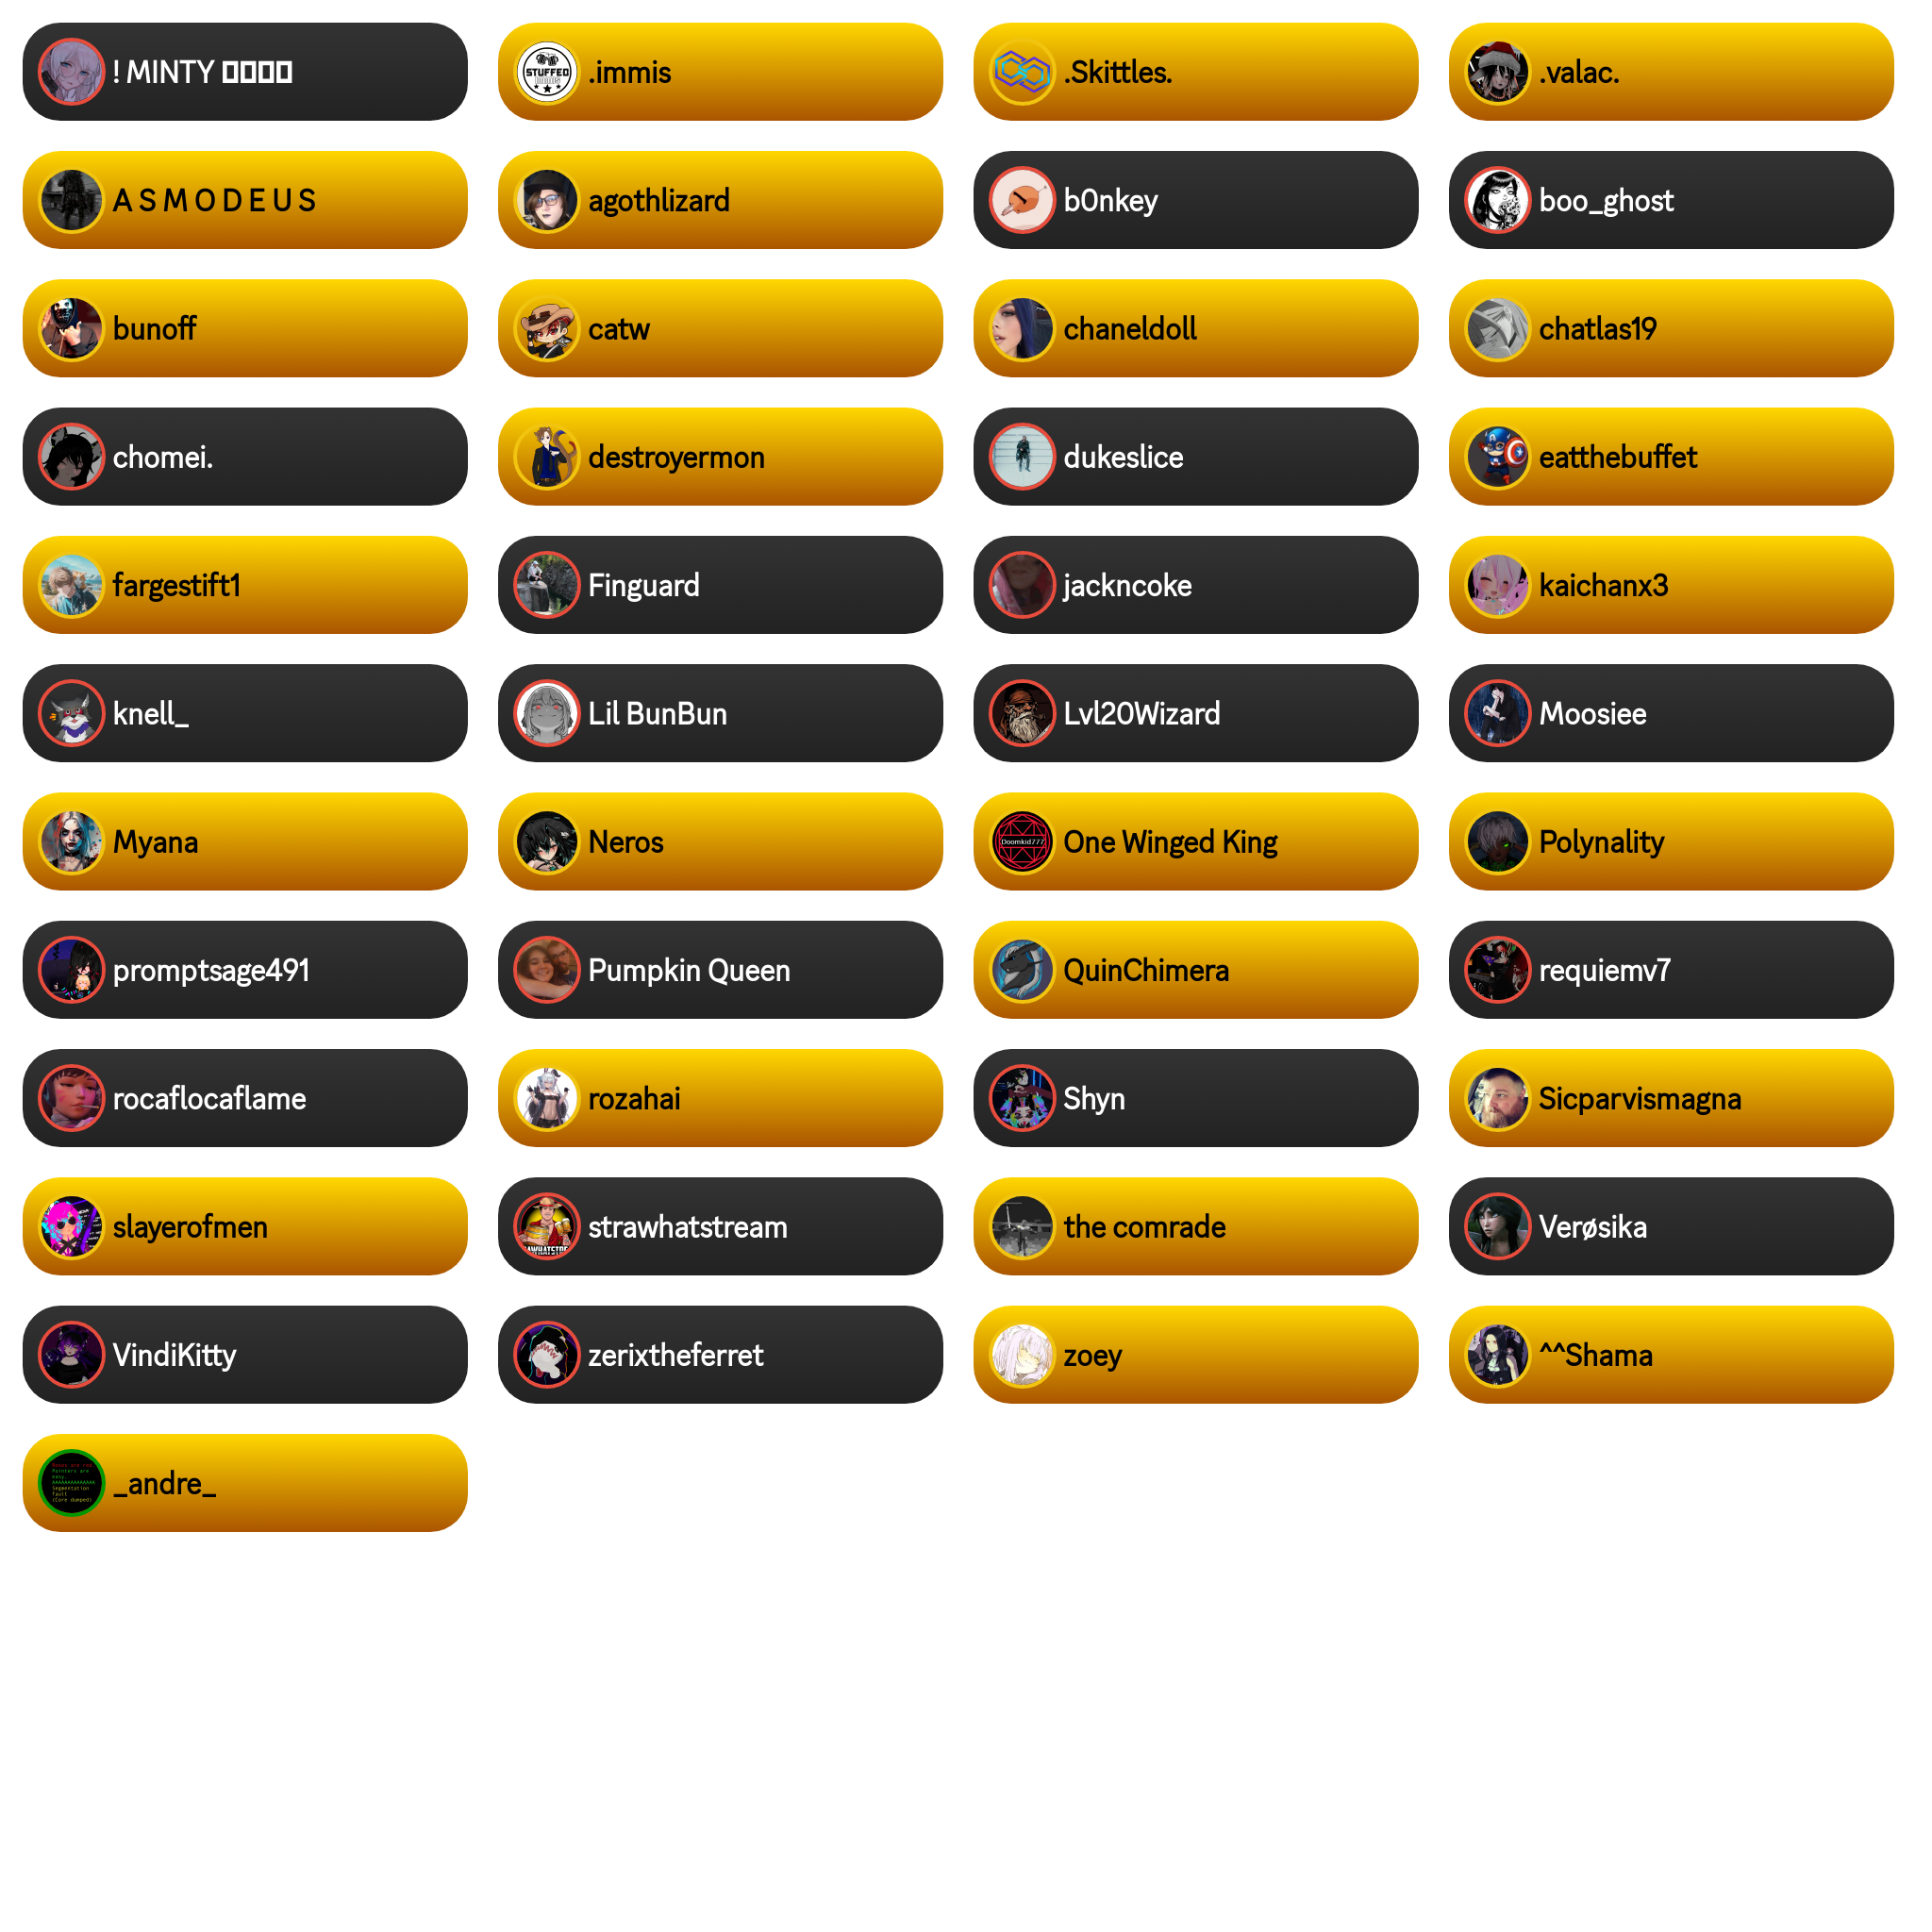 ! MINTY
.immis
.Skittles.
.valac.
A S M O D E U S
agothlizard
b0nkey
boo_ghost
bunoff
catw
chaneldoll
chatlas19
chomei.
destroyermon
dukeslice
eatthebuffet
fargestift1
Finguard
jackncoke
kaichanx3
knell_
Lil BunBun
Lvl20Wizard
Moosiee
Myana
Neros
Doomkid777
One Winged King
Polynality
promptsage491
Pumpkin Queen
QuinChimera
requiemv7
rocaflocaflame
rozahai
Shyn
Sicparvismagna
slayerofmen
strawhatstream
the comrade
Verøsika
VindiKitty
zerixtheferret
zoey
^^Shama
_andre_